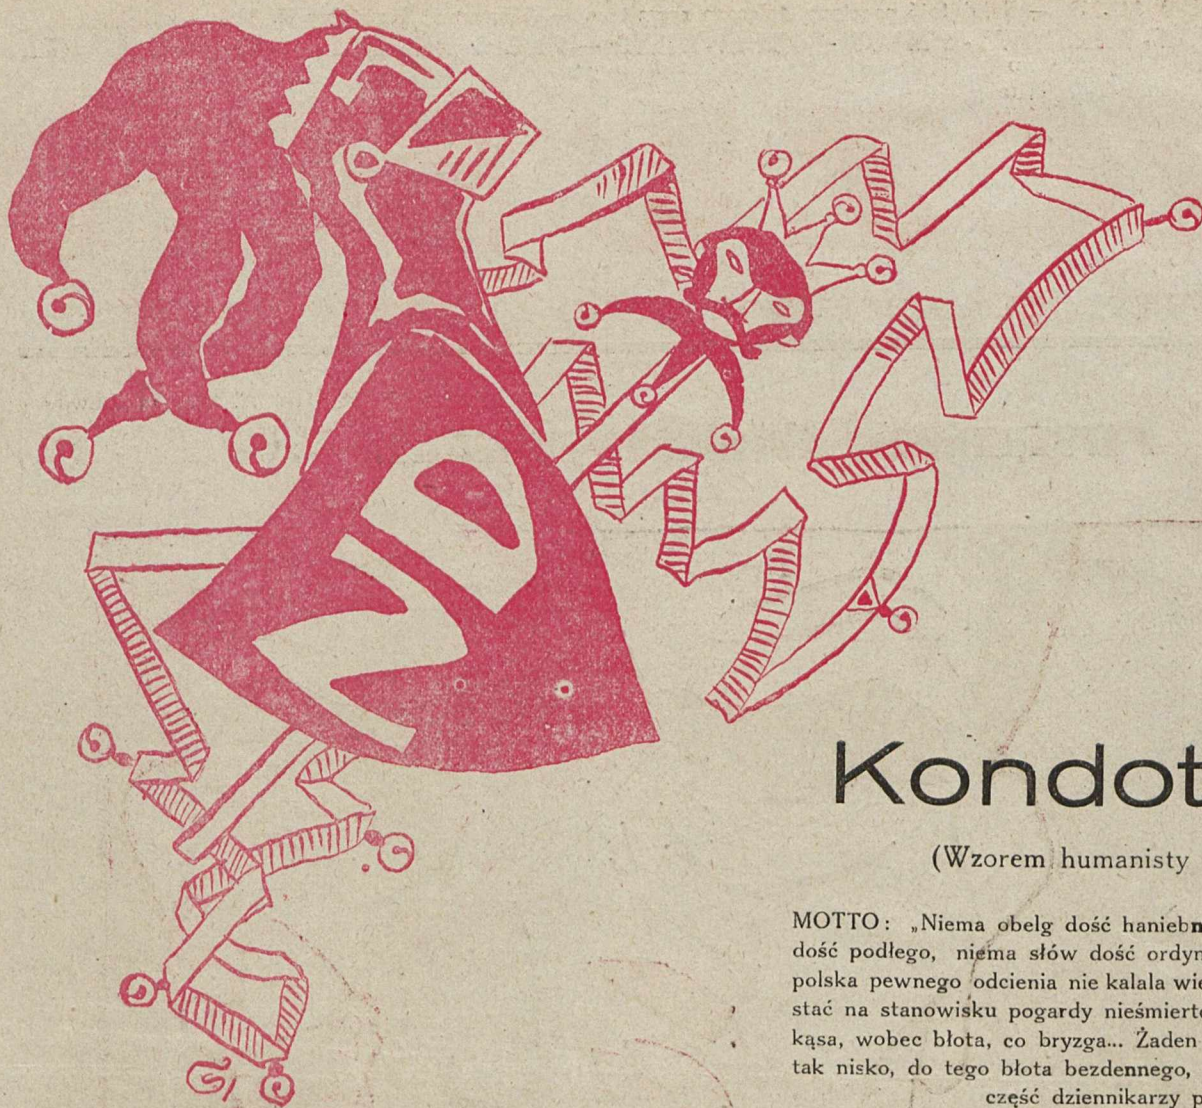 ND
Kondot
(Wzorem humanisty
MOTTO: „Niema obelg dość haniebn
dość podłego, niema słów dość ordyn
polska pewnego odcienia nie kalala wie
stać na stanowisku pogardy nieśmierte
kąsa, wobec błota, co bryzga... Żaden
tak nisko, do tego błota bezdennego,
część dziennikarzy p